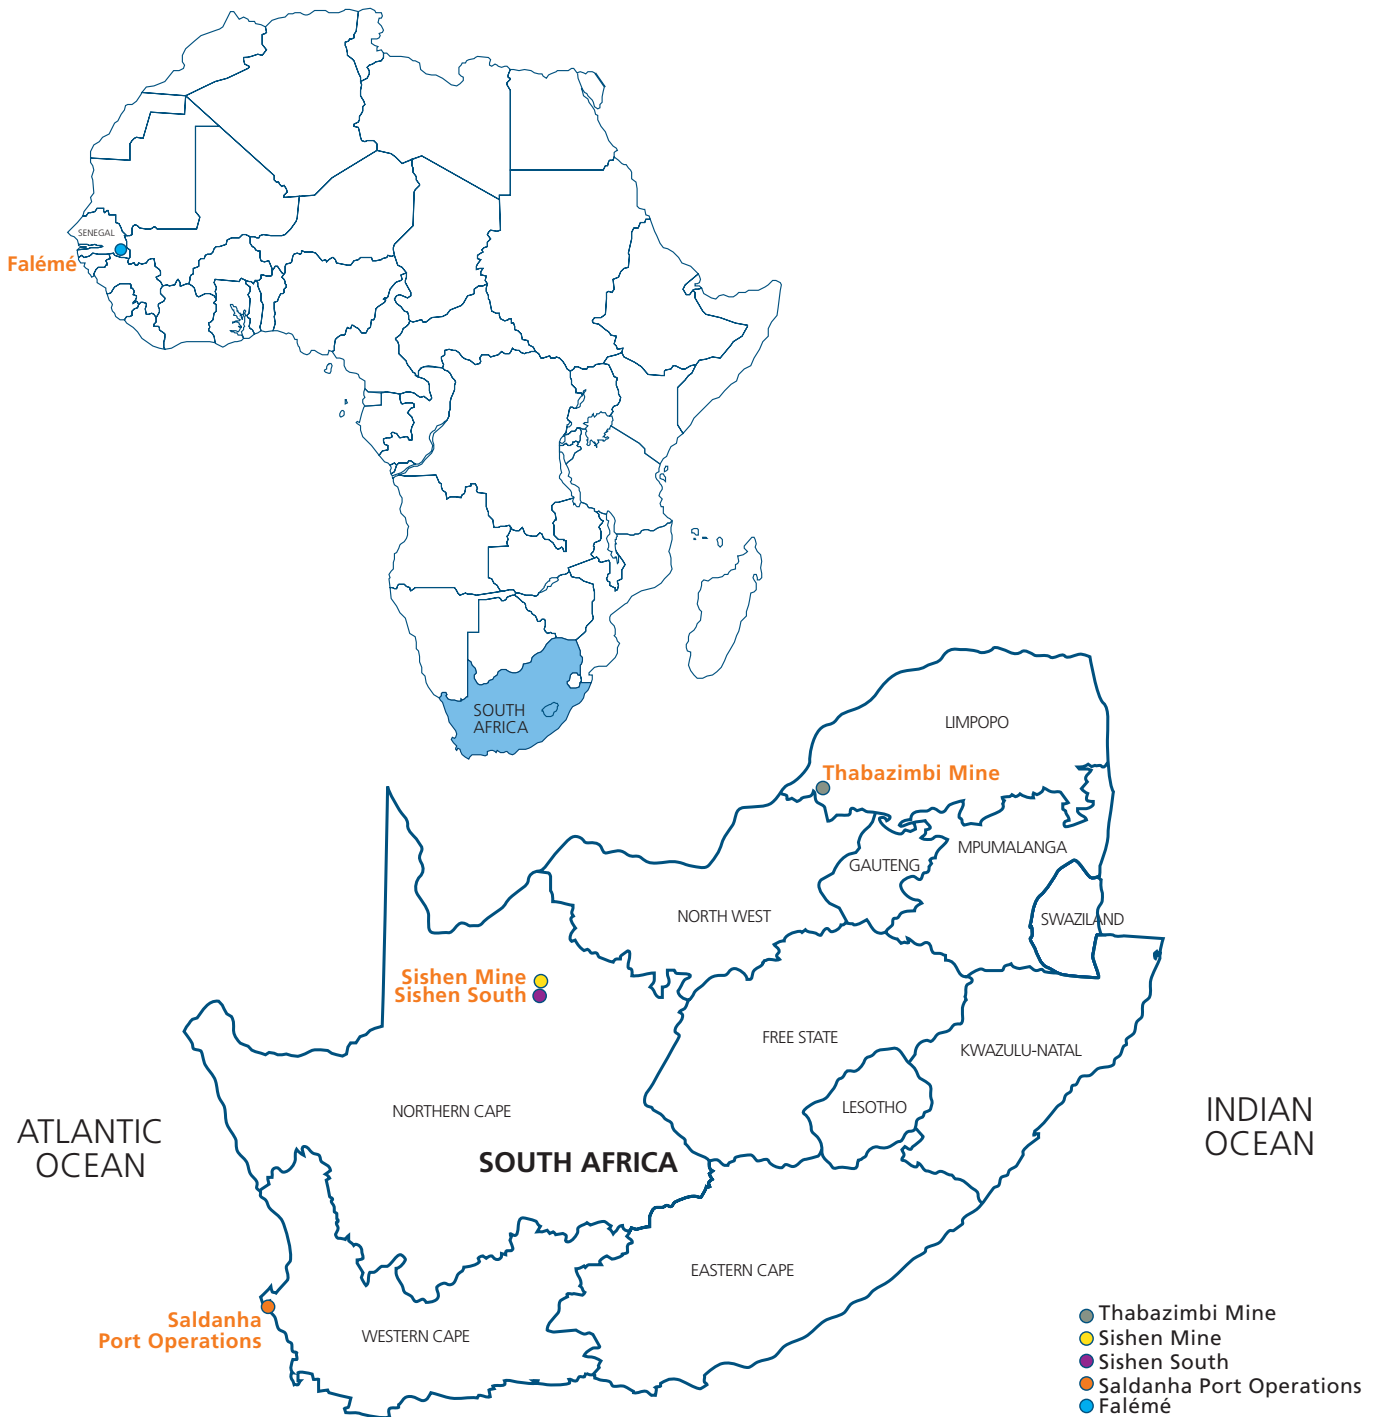 SENEGAL
Falémé
SOUTH
AFRICA
LIMPOPO
Thabazimbi Mine
MPUMALANGA
GAUTENG
NORTH WEST
SWAZILAND
Sishen Mine
Sishen South
FREE STATE
KWAZULU-NATAL
NORTHERN CAPE
LESOTHO
ATLANTIC
OCEAN
INDIAN
OCEAN
SOUTH AFRICA
EASTERN CAPE
Saldanha
Port Operations
WESTERN CAPE
Thabazimbi Mine
Sishen Mine
Sishen South
Saldanha Port Operations
Falémé